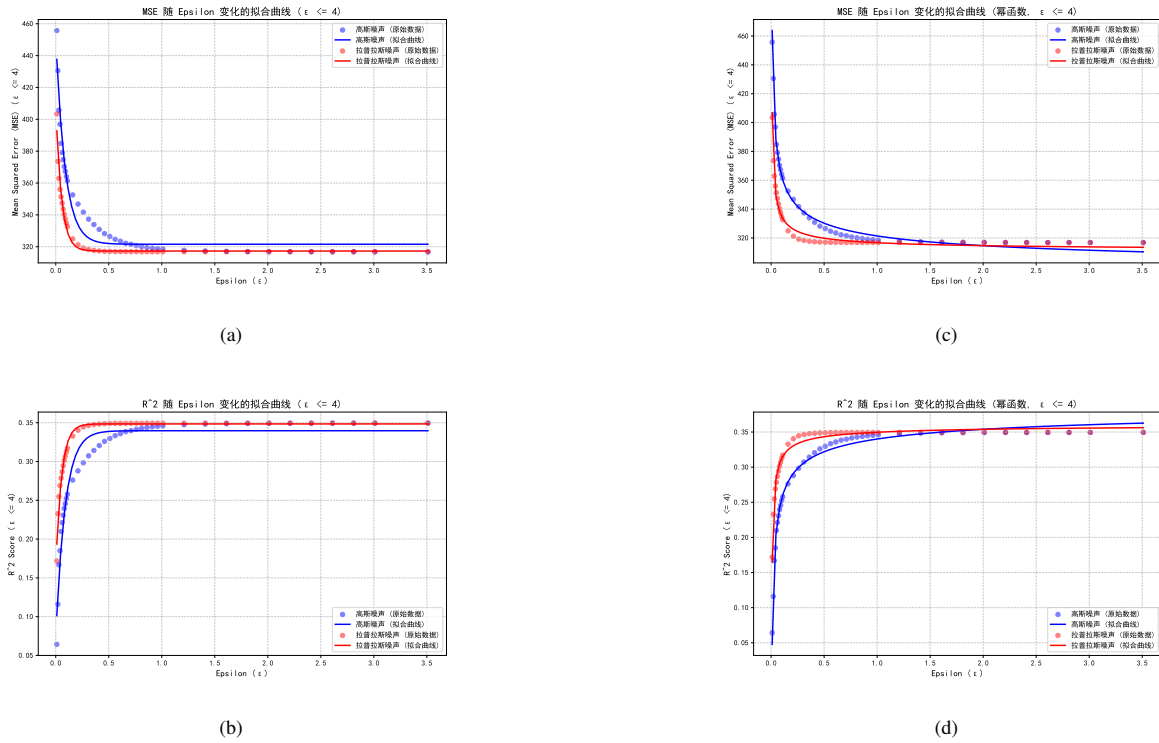 MSE 随 Epsilon 变化的拟合曲线 (ε <= 4)
Mean Squared Error (MSE) (ε <= 4)
460
440
420
400
380
360
340
320
0.0 0.5 1.0 1.5 2.0 2.5 3.0 3.5
Epsilon (ε)
高斯噪声 (原始数据)
高斯噪声 (拟合曲线)
拉普拉斯噪声 (原始数据)
拉普拉斯噪声 (拟合曲线)
(a)
MSE 随 Epsilon 变化的拟合曲线 (幂函数, ε <= 4)
Mean Squared Error (MSE) (ε <= 4)
460
440
420
400
380
360
340
320
0.0 0.5 1.0 1.5 2.0 2.5 3.0 3.5
Epsilon (ε)
高斯噪声 (原始数据)
高斯噪声 (拟合曲线)
拉普拉斯噪声 (原始数据)
拉普拉斯噪声 (拟合曲线)
(c)
R^2 随 Epsilon 变化的拟合曲线 (ε <= 4)
R^2 Score (ε <= 4)
0.35
0.30
0.25
0.20
0.15
0.10
0.05
0.0 0.5 1.0 1.5 2.0 2.5 3.0 3.5
Epsilon (ε)
高斯噪声 (原始数据)
高斯噪声 (拟合曲线)
拉普拉斯噪声 (原始数据)
拉普拉斯噪声 (拟合曲线)
(b)
R^2 随 Epsilon 变化的拟合曲线 (幂函数, ε <= 4)
R^2 Score (ε <= 4)
0.35
0.30
0.25
0.20
0.15
0.10
0.05
0.0 0.5 1.0 1.5 2.0 2.5 3.0 3.5
Epsilon (ε)
高斯噪声 (原始数据)
高斯噪声 (拟合曲线)
拉普拉斯噪声 (原始数据)
拉普拉斯噪声 (拟合曲线)
(d)